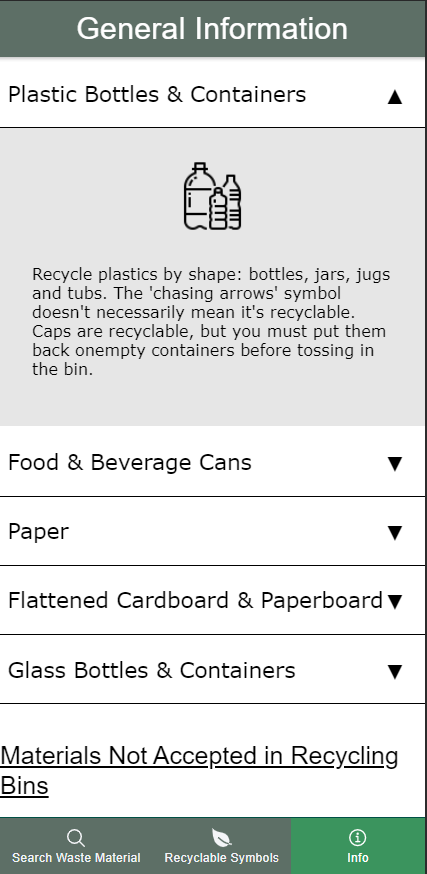 General Information
Plastic Bottles & Containers ▲
Recycle plastics by shape: bottles, jars, jugs
and tubs. The 'chasing arrows' symbol
doesn't necessarily mean it's recyclable.
Caps are recyclable, but you must put them
back onempty containers before tossing in
the bin.
Food & Beverage Cans ▼
Paper ▼
Flattened Cardboard & Paperboard ▼
Glass Bottles & Containers ▼
Materials Not Accepted in Recycling
Bins
Search Waste Material Recyclable Symbols Info